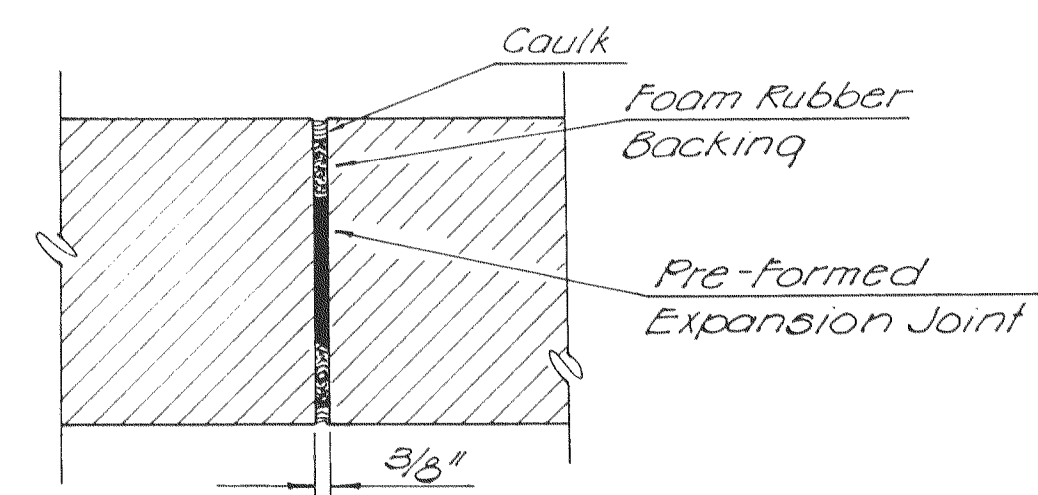 Caulk
Foam Rubber
Backing
Pre-Formed
Expansion Joint
3/8"